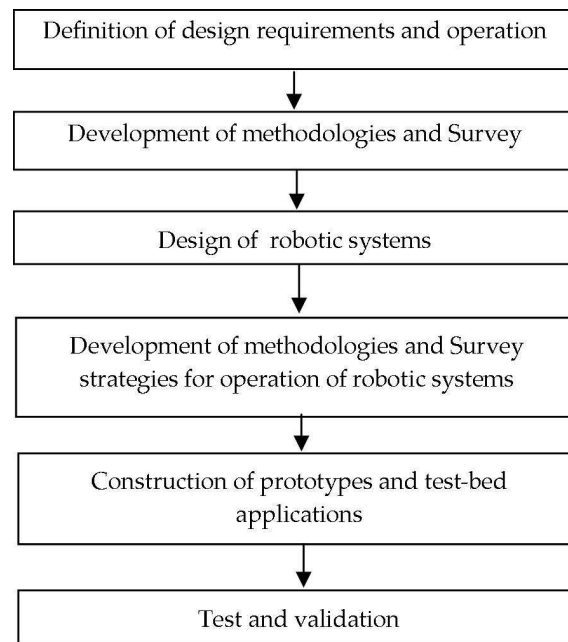 Definition of design requirements and operation
Development of methodologies and Survey
Design of robotic systems
Development of methodologies and Survey
strategies for operation of robotic systems
Construction of prototypes and test-bed
applications
Test and validation